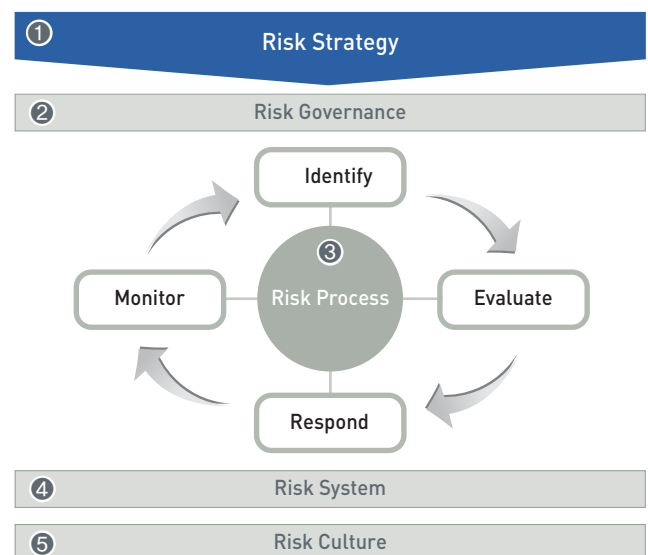 1 Risk Strategy
2 Risk Governance
Identify
3
Monitor
Risk Process
Evaluate
Respond
4 Risk System
5 Risk Culture